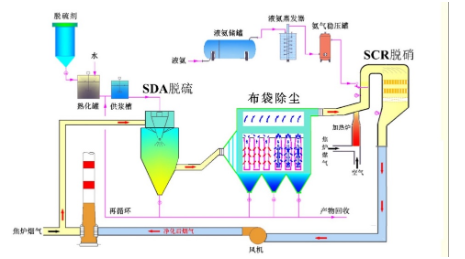 脱硫剂
水
熟化罐
供浆槽
液氨
液氨储罐
液氨蒸发器
氨气稳压罐
SCR脱硝
SDA脱硫
布袋除尘
加热炉
焦炉烟气
空气
再循环
产物回收
焦炉烟气
净化后烟气
风机